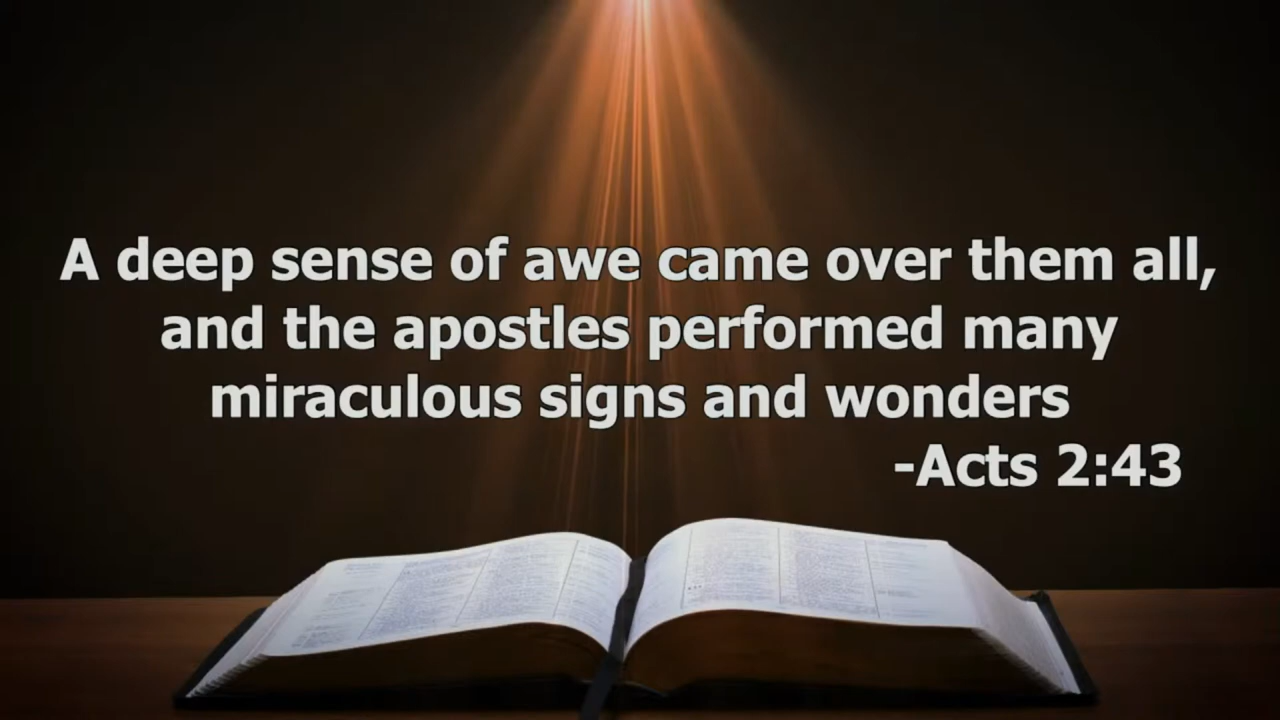 A deep sense of awe came over them all,
and the apostles performed many
miraculous signs and wonders
-Acts 2:43